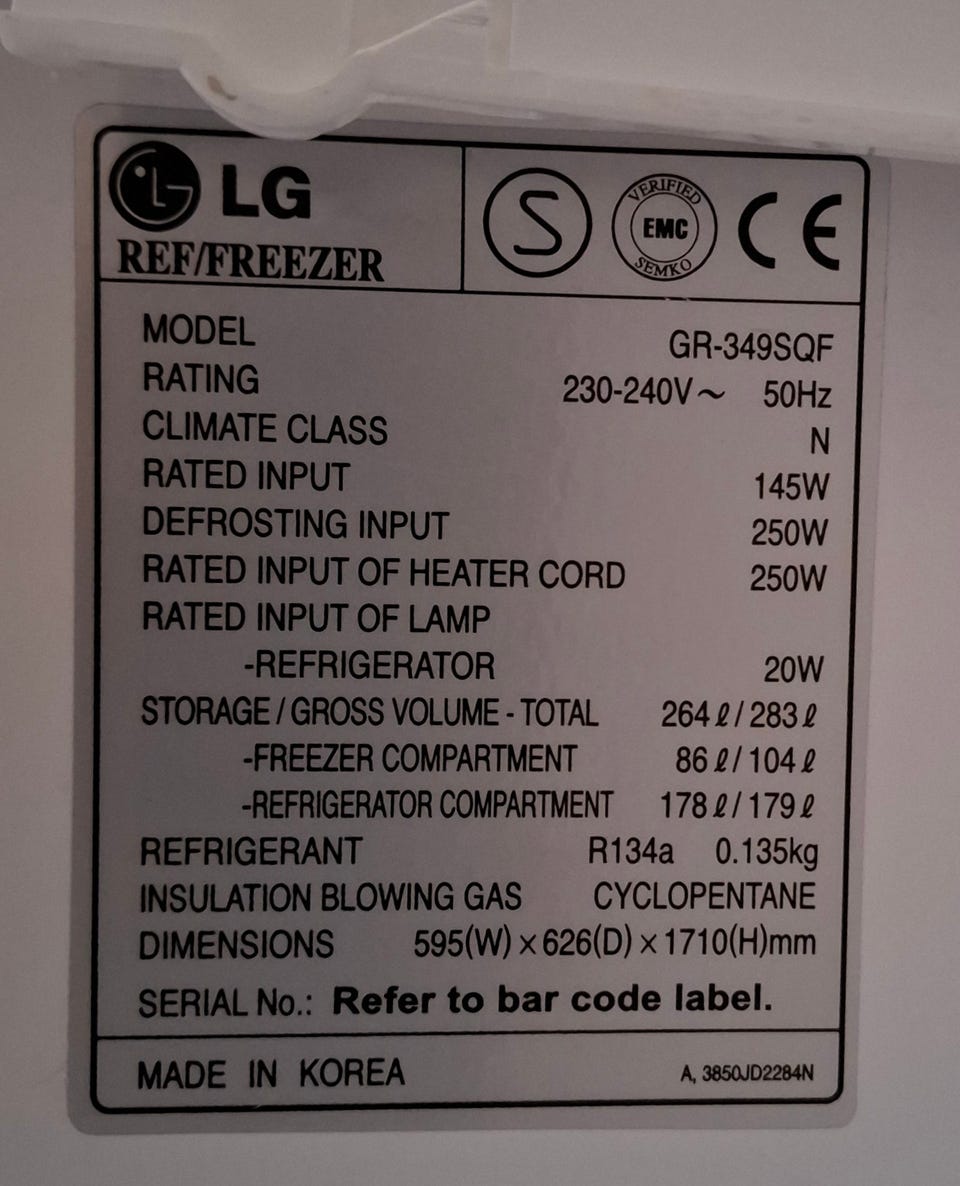 LG
REF/FREEZER
S
VERIFIED
EMC
SEMKO
CE
MODEL GR-349SQF
RATING 230-240V~ 50Hz
CLIMATE CLASS N
RATED INPUT 145W
DEFROSTING INPUT 250W
RATED INPUT OF HEATER CORD 250W
RATED INPUT OF LAMP
-REFRIGERATOR 20W
STORAGE / GROSS VOLUME - TOTAL 264ℓ / 283ℓ
-FREEZER COMPARTMENT 86ℓ / 104ℓ
-REFRIGERATOR COMPARTMENT 178ℓ / 179ℓ
REFRIGERANT R134a 0.135kg
INSULATION BLOWING GAS CYCLOPENTANE
DIMENSIONS 595(W) × 626(D) × 1710(H)mm
SERIAL No.: Refer to bar code label.
MADE IN KOREA A, 3850JD2284N